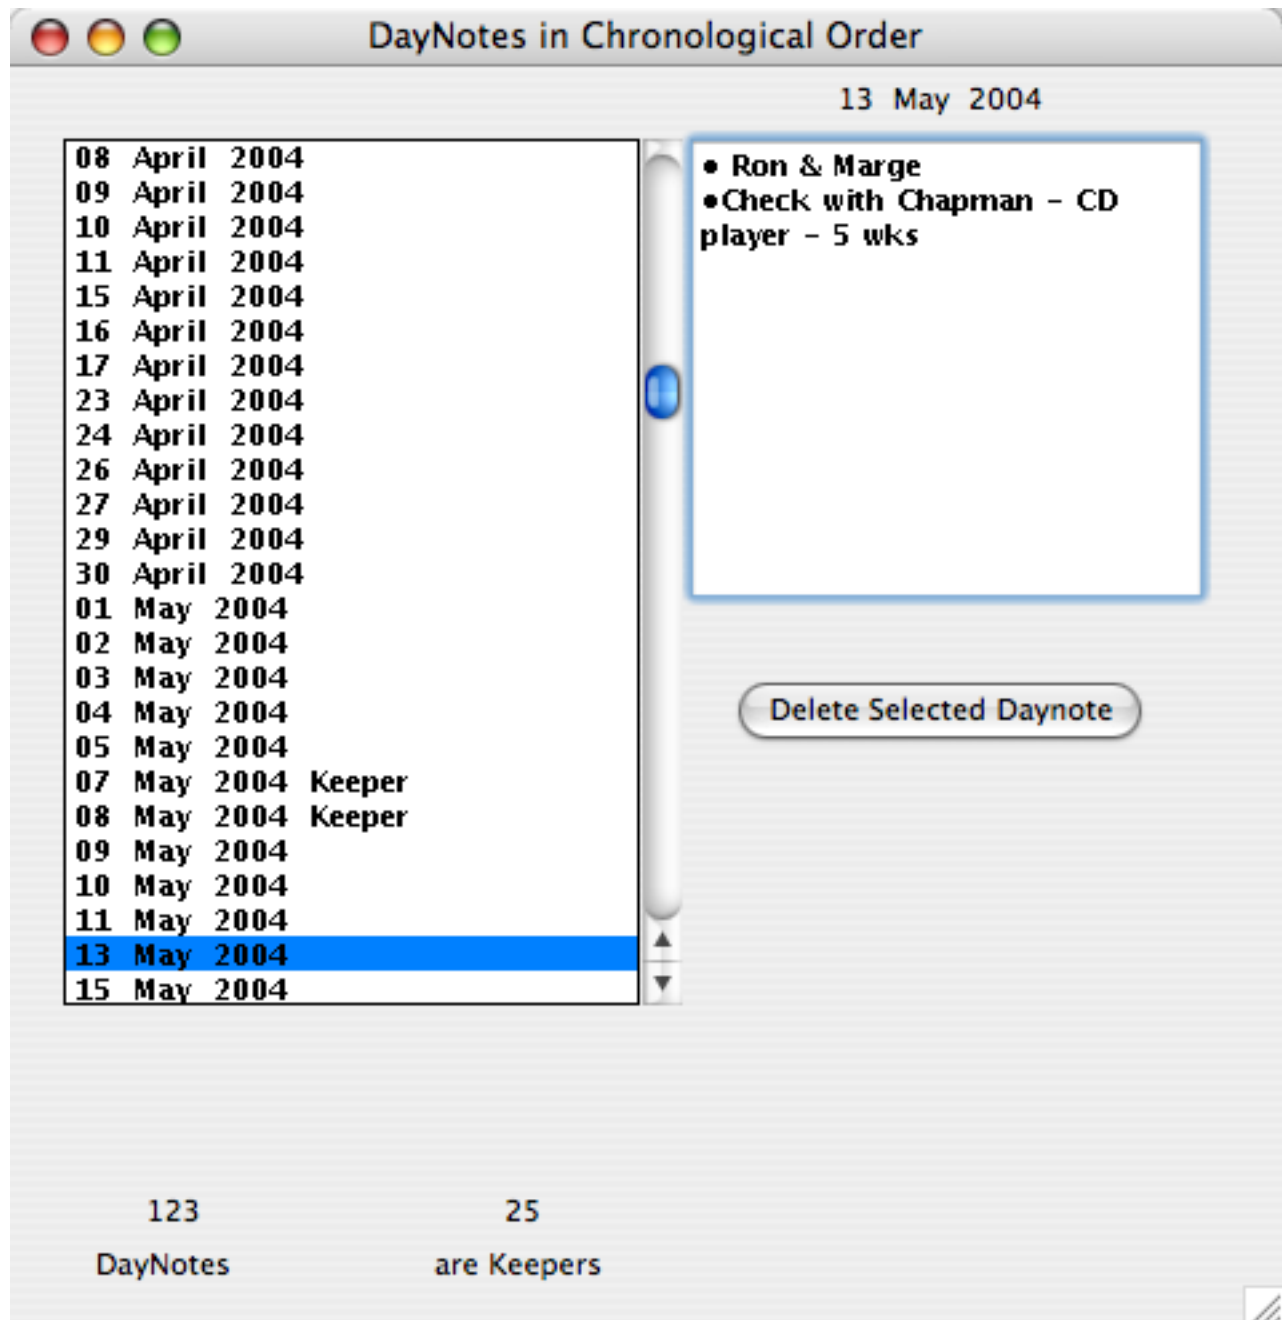 DayNotes in Chronological Order
13 May 2004
08 April 2004
09 April 2004
10 April 2004
11 April 2004
15 April 2004
16 April 2004
17 April 2004
23 April 2004
24 April 2004
26 April 2004
27 April 2004
29 April 2004
30 April 2004
01 May 2004
02 May 2004
03 May 2004
04 May 2004
05 May 2004
07 May 2004 Keeper
08 May 2004 Keeper
09 May 2004
10 May 2004
11 May 2004
13 May 2004
15 May 2004
• Ron & Marge
•Check with Chapman – CD
player – 5 wks
Delete Selected Daynote
123
DayNotes
25
are Keepers